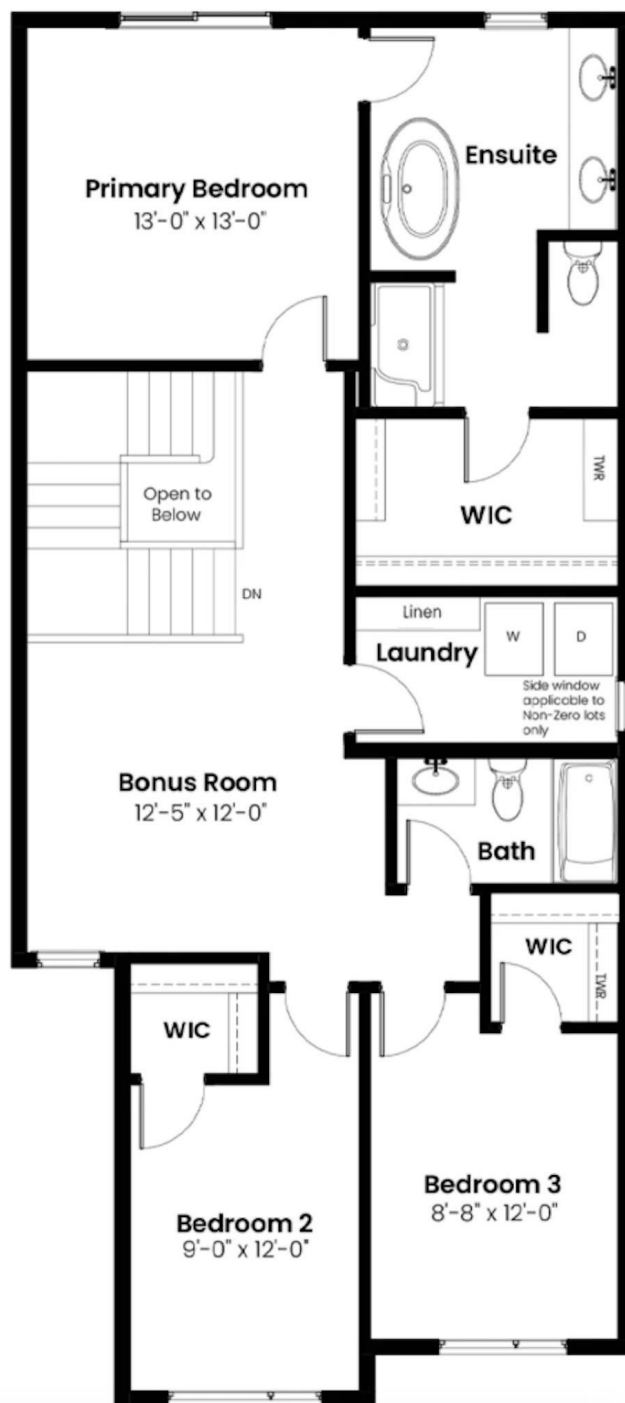 Primary Bedroom
13'-0" x 13'-0"
Ensuite
Open to
Below
DN
WIC
TWR
Linen
Laundry
W
D
Side window
applicable to
Non-Zero lots
only
Bonus Room
12'-5" x 12'-0"
Bath
WIC
TWR
WIC
Bedroom 3
8'-8" x 12'-0"
Bedroom 2
9'-0" x 12'-0"